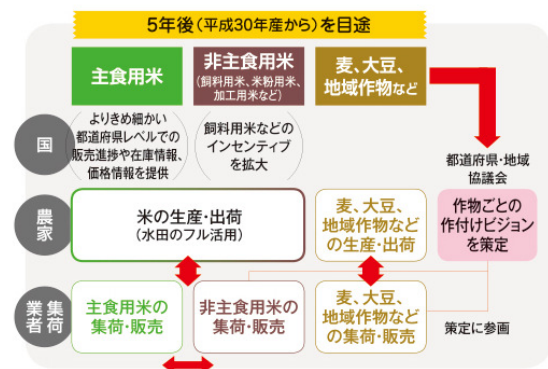 5年後（平成30年産から）を目途
主食用米
非主食用米
（飼料用米、米粉用米、
加工用米など）
麦、大豆、
地域作物など
国
よりきめ細かい
都道府県レベルでの
販売進捗や在庫情報、
価格情報を提供
飼料用米などの
インセンティブ
を拡大
都道府県・地域
協議会
農家
米の生産・出荷
（水田のフル活用）
麦、大豆、
地域作物など
の生産・出荷
作物ごとの
作付けビジョン
を策定
集荷
業者
主食用米の
集荷・販売
非主食用米の
集荷・販売
麦、大豆、
地域作物など
の集荷・販売
策定に参画